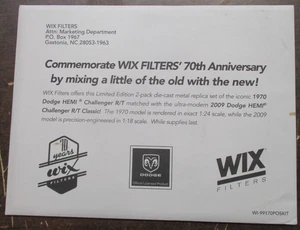 WIX FILTERS
Attn: Marketing Department
P.O. Box 1967
Gastonia, NC 28053-1963
Commemorate WIX FILTERS' 70th Anniversary
by mixing a little of the old with the new!
WIX Filters offers this Limited Edition 2-pack die-cast metal replica set of the iconic 1970
Dodge HEMI® Challenger R/T matched with the ultra-modern 2009 Dodge HEMI®
Challenger R/T Classic! The 1970 model is rendered in exact 1:24 scale, while the 2009
model is precision-engineered in 1:18 scale. While supplies last.
70
years
wix
FILTERS
DODGE
WIX
FILTERS